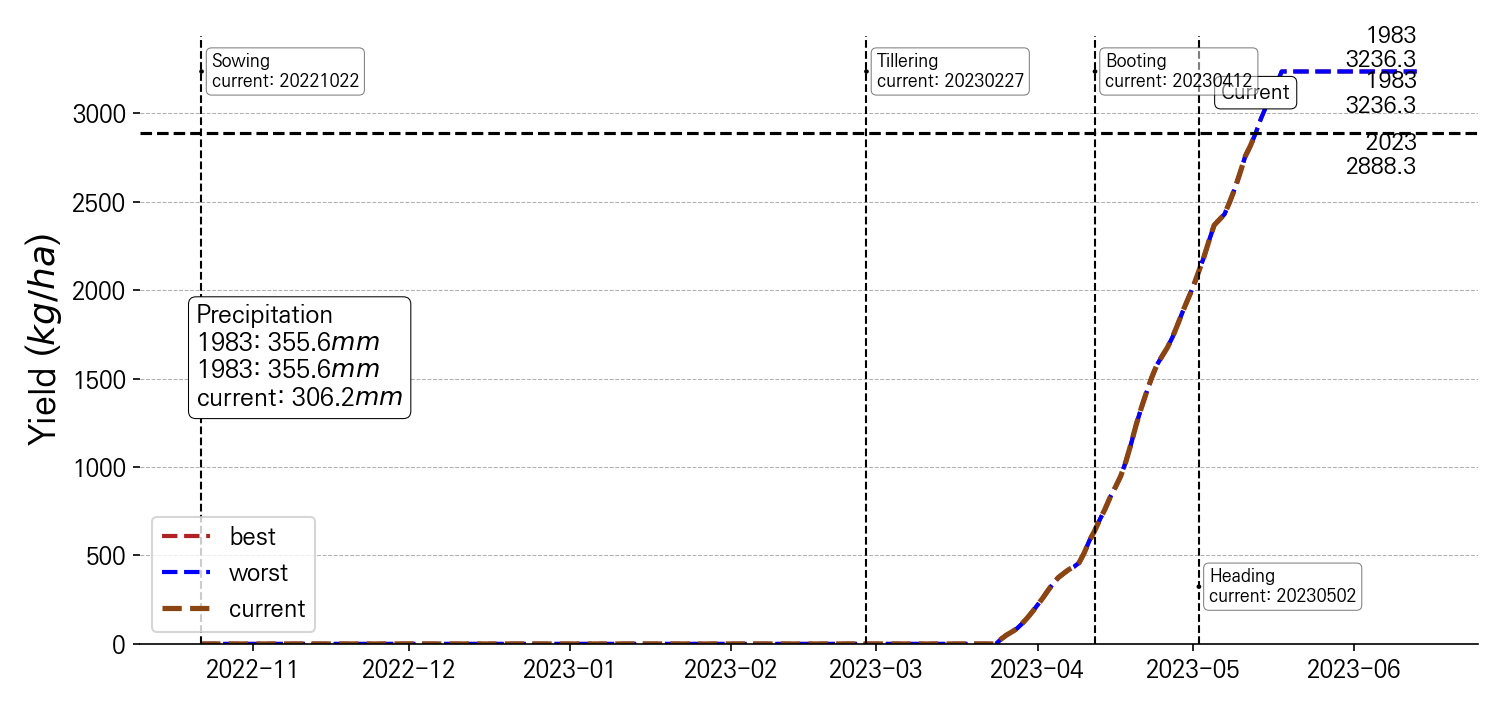 1983
3236.3
1983
3236.3
2023
2888.3
Sowing
current: 20221022
Tillering
current: 20230227
Booting
current: 20230412
Current
Heading
current: 20230502
Precipitation
1983: 355.6mm
1983: 355.6mm
current: 306.2mm
best
worst
current
Yield (kg/ha)
3000
2500
2000
1500
1000
500
0
2022-11
2022-12
2023-01
2023-02
2023-03
2023-04
2023-05
2023-06